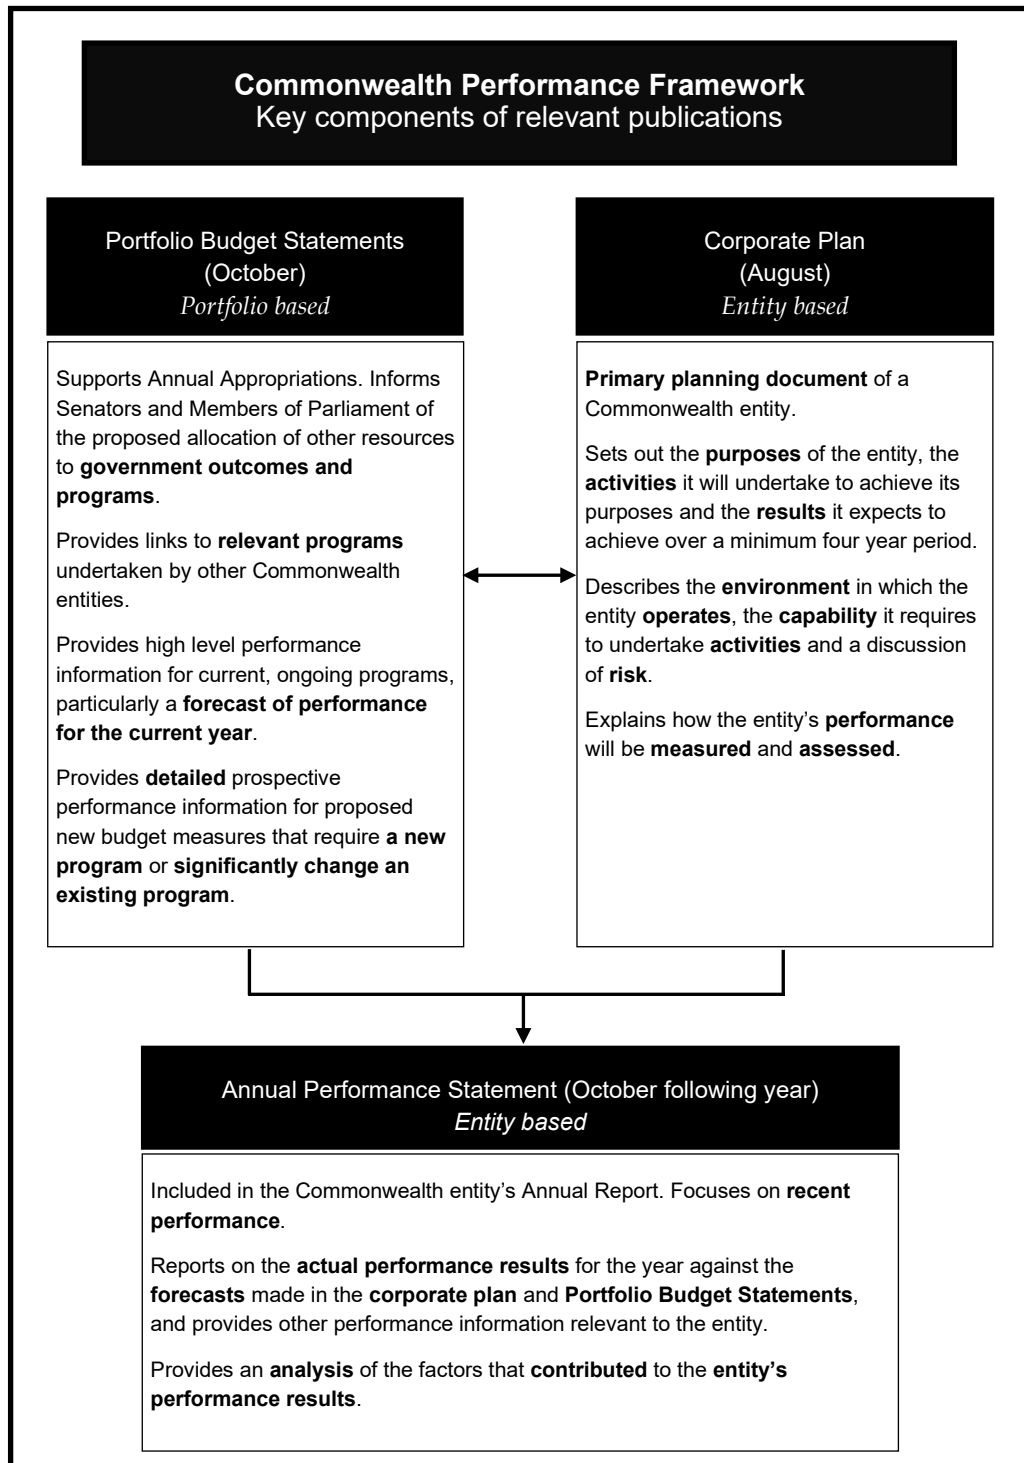 Commonwealth Performance Framework
Key components of relevant publications
Portfolio Budget Statements
(October)
Portfolio based
Supports Annual Appropriations. Informs
Senators and Members of Parliament of
the proposed allocation of other resources
to government outcomes and
programs.
Provides links to relevant programs
undertaken by other Commonwealth
entities.
Provides high level performance
information for current, ongoing programs,
particularly a forecast of performance
for the current year.
Provides detailed prospective
performance information for proposed
new budget measures that require a new
program or significantly change an
existing program.
Corporate Plan
(August)
Entity based
Primary planning document of a
Commonwealth entity.
Sets out the purposes of the entity, the
activities it will undertake to achieve its
purposes and the results it expects to
achieve over a minimum four year period.
Describes the environment in which the
entity operates, the capability it requires
to undertake activities and a discussion
of risk.
Explains how the entity’s performance
will be measured and assessed.
Annual Performance Statement (October following year)
Entity based
Included in the Commonwealth entity’s Annual Report. Focuses on recent
performance.
Reports on the actual performance results for the year against the
forecasts made in the corporate plan and Portfolio Budget Statements,
and provides other performance information relevant to the entity.
Provides an analysis of the factors that contributed to the entity’s
performance results.